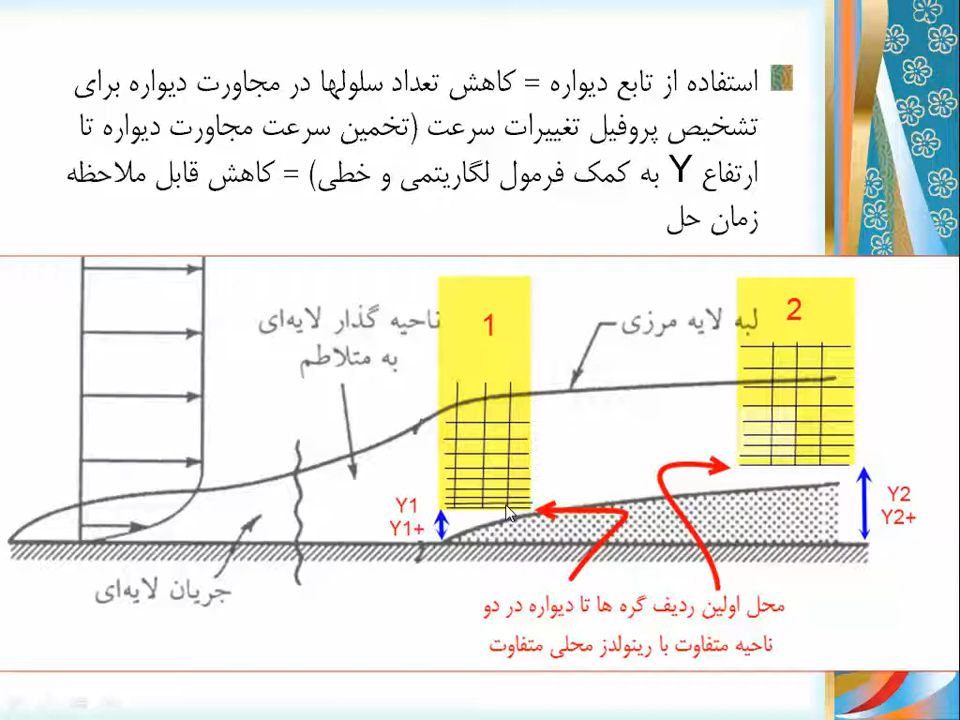 استفاده از تابع دیواره = کاهش تعداد سلولها در مجاورت دیواره برای
تشخیص پروفیل تغییرات سرعت (تخمین سرعت مجاورت دیواره تا
ارتفاع Y به کمک فرمول لگاریتمی و خطی) = کاهش قابل ملاحظه
زمان حل
2
1
لبه لایه مرزی
ناحیه گذار لایه‌ای
به متلاطم
Y1
Y1+
Y2
Y2+
جریان لایه‌ای
محل اولین ردیف گره ها تا دیواره در دو
ناحیه متفاوت با رینولدز محلی متفاوت